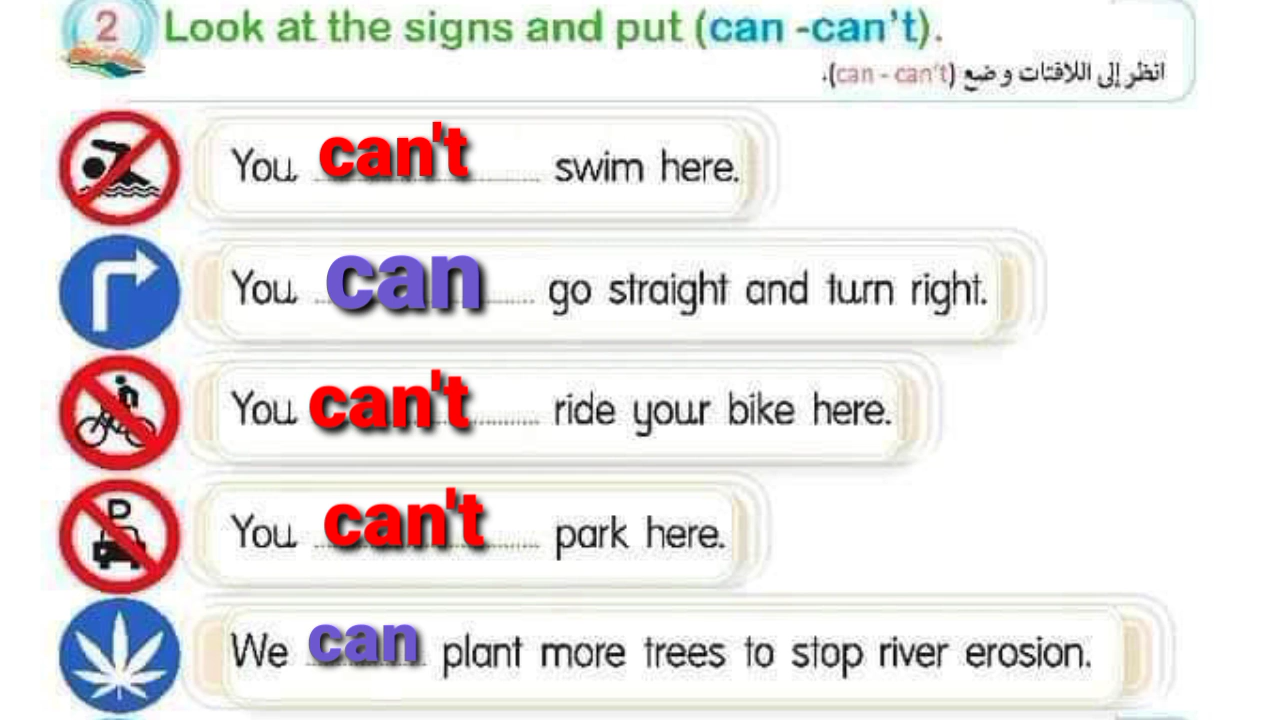 2 Look at the signs and put (can -can't).
انظر إلى اللافتات و ضع (can - can't).
You can't swim here.
You can go straight and turn right.
You can't ride your bike here.
P
You can't park here.
We can plant more trees to stop river erosion.